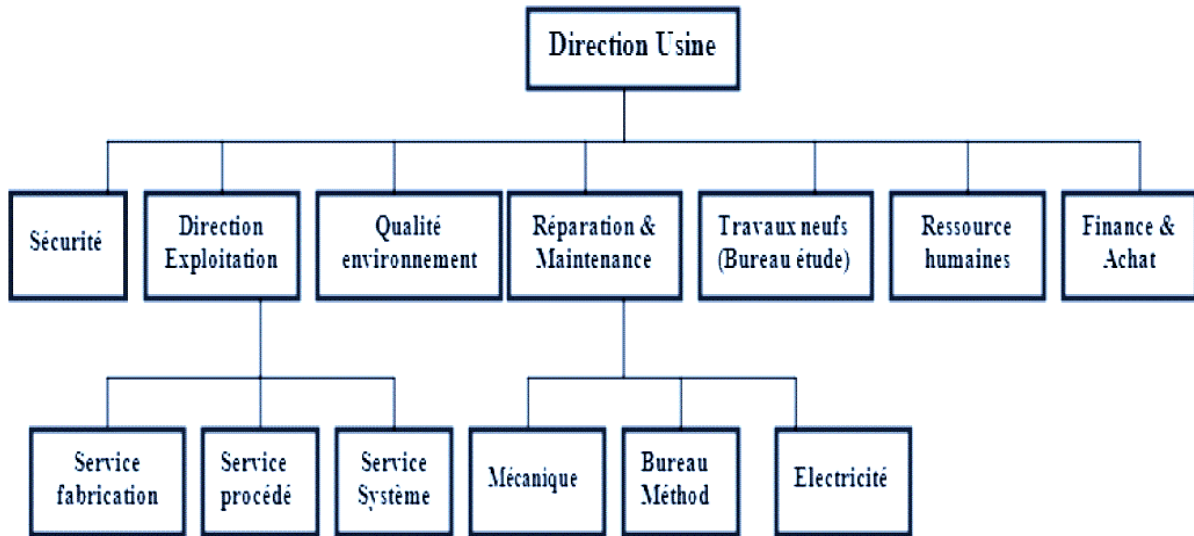 Direction Usine
Sécurité
Direction
Exploitation
Qualité
environnement
Réparation &
Maintenance
Travaux neufs
(Bureau étude)
Ressource
humaines
Finance &
Achat
Service
fabrication
Service
procédé
Service
Système
Mécanique
Bureau
Méthod
Electricité